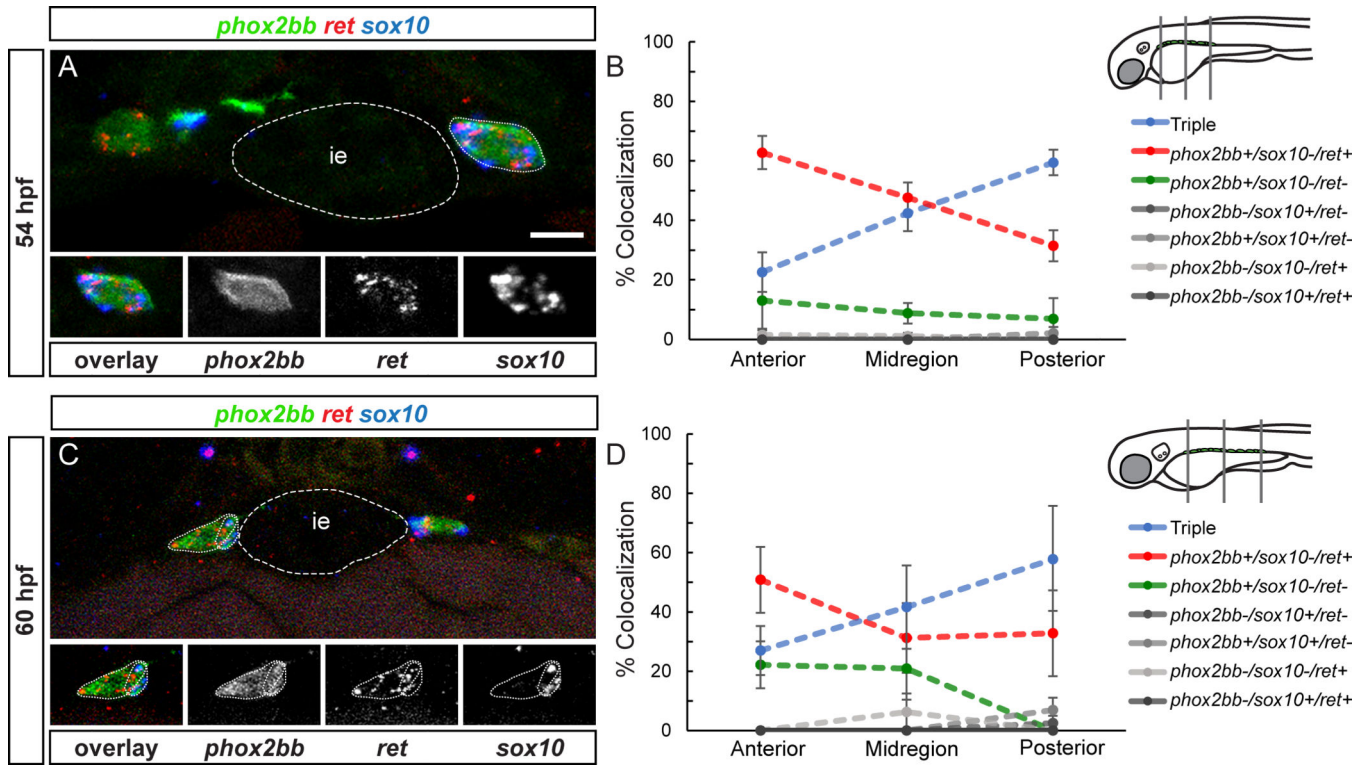 phox2bb ret sox10
54 hpf
A
ie
overlay phox2bb ret sox10
B
% Colocalization
100
80
60
40
20
0
Anterior Midregion Posterior
Triple
phox2bb+/sox10-/ret+
phox2bb+/sox10-/ret-
phox2bb-/sox10+/ret-
phox2bb+/sox10+/ret-
phox2bb-/sox10-/ret+
phox2bb-/sox10+/ret+
phox2bb ret sox10
60 hpf
C
ie
overlay phox2bb ret sox10
D
% Colocalization
100
80
60
40
20
0
Anterior Midregion Posterior
Triple
phox2bb+/sox10-/ret+
phox2bb+/sox10-/ret-
phox2bb-/sox10+/ret-
phox2bb+/sox10+/ret-
phox2bb-/sox10-/ret+
phox2bb-/sox10+/ret+